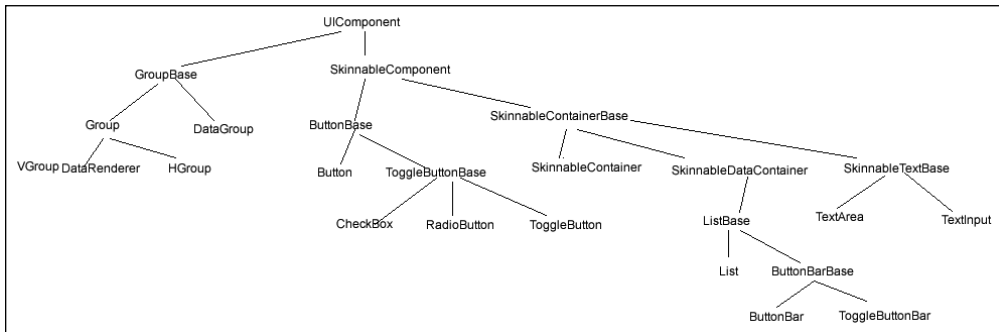 UIComponent
GroupBase
SkinnableComponent
Group
DataGroup
ButtonBase
SkinnableContainerBase
VGroup DataRenderer
HGroup
Button
ToggleButtonBase
SkinnableContainer
SkinnableDataContainer
SkinnableTextBase
CheckBox
RadioButton
ToggleButton
ListBase
TextArea
TextInput
List
ButtonBarBase
ButtonBar
ToggleButtonBar